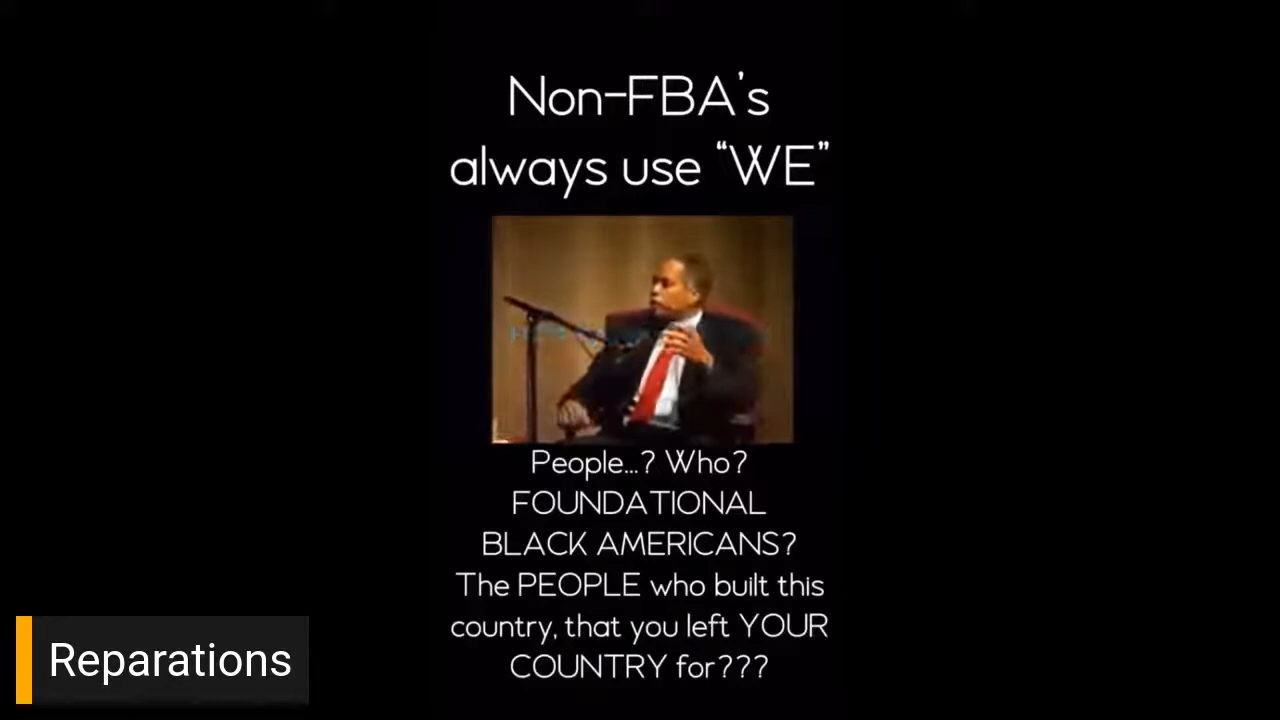 Non-FBA's
always use “WE”
People...? Who?
FOUNDATIONAL
BLACK AMERICANS?
The PEOPLE who built this
country, that you left YOUR
COUNTRY for???
Reparations